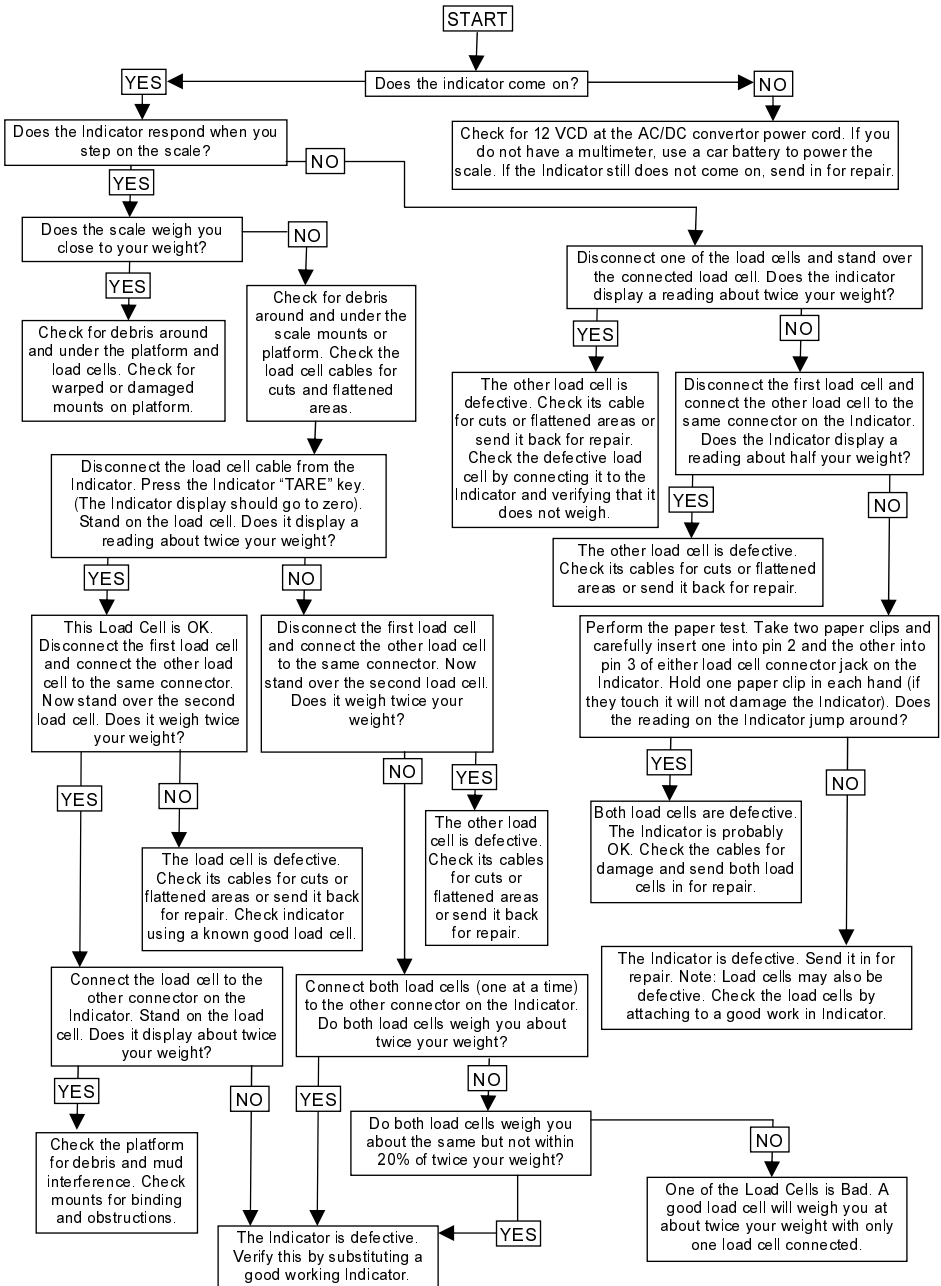 START
YES
Does the indicator come on?
NO
Does the Indicator respond when you
step on the scale?
NO
Check for 12 VCD at the AC/DC convertor power cord. If you
do not have a multimeter, use a car battery to power the
scale. If the Indicator still does not come on, send in for repair.
YES
Does the scale weigh you
close to your weight?
NO
Disconnect one of the load cells and stand over
the connected load cell. Does the indicator
display a reading about twice your weight?
YES
Check for debris around
and under the platform and
load cells. Check for
warped or damaged
mounts on platform.
Check for debris
around and under the
scale mounts or
platform. Check the
load cell cables for
cuts and flattened
areas.
YES
NO
The other load cell is
defective. Check its cable
for cuts or flattened areas or
send it back for repair.
Check the defective load
cell by connecting it to the
Indicator and verifying that it
does not weigh.
Disconnect the first load cell and
connect the other load cell to the
same connector on the Indicator.
Does the Indicator display a
reading about half your weight?
Disconnect the load cell cable from the
Indicator. Press the Indicator “TARE” key.
(The Indicator display should go to zero).
Stand on the load cell. Does it display a
reading about twice your weight?
YES
NO
The other load cell is defective.
Check its cables for cuts or flattened
areas or send it back for repair.
YES
NO
This Load Cell is OK.
Disconnect the first load cell
and connect the other load
cell to the same connector.
Now stand over the second
load cell. Does it weigh twice
your weight?
Disconnect the first load cell
and connect the other load cell
to the same connector. Now
stand over the second load cell.
Does it weigh twice your
weight?
Perform the paper test. Take two paper clips and
carefully insert one into pin 2 and the other into
pin 3 of either load cell connector jack on the
Indicator. Hold one paper clip in each hand (if
they touch it will not damage the Indicator). Does
the reading on the Indicator jump around?
YES
NO
NO
YES
YES
NO
The load cell is defective.
Check its cables for cuts or
flattened areas or send it back
for repair. Check indicator
using a known good load cell.
The other load
cell is defective.
Check its cables
for cuts or
flattened areas
or send it back
for repair.
Both load cells are defective.
The Indicator is probably
OK. Check the cables for
damage and send both load
cells in for repair.
The Indicator is defective. Send it in for
repair. Note: Load cells may also be
defective. Check the load cells by
attaching to a good work in Indicator.
Connect the load cell to the
other connector on the
Indicator. Stand on the load
cell. Does it display about twice
your weight?
Connect both load cells (one at a time)
to the other connector on the Indicator.
Do both load cells weigh you about
twice your weight?
YES
NO
YES
NO
Check the platform
for debris and mud
interference. Check
mounts for binding
and obstructions.
Do both load cells weigh you
about the same but not within
20% of twice your weight?
NO
YES
One of the Load Cells is Bad. A
good load cell will weigh you at
about twice your weight with only
one load cell connected.
The Indicator is defective.
Verify this by substituting a
good working Indicator.